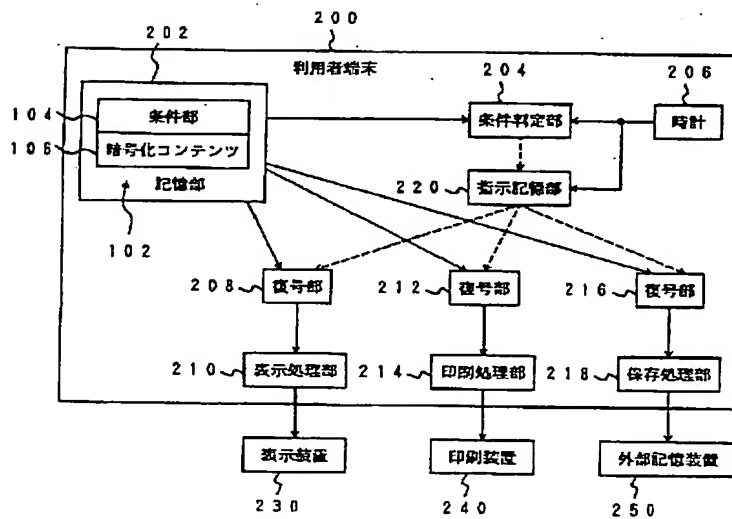 200
202
利用者端末
204
206
104
条件部
条件判定部
時計
106
暗号化コンテンツ
記憶部
220
指示記録部
102
208
復号部
212
復号部
216
復号部
210
表示処理部
214
印刷処理部
218
保存処理部
表示装置
印刷装置
外部記憶装置
230
240
250